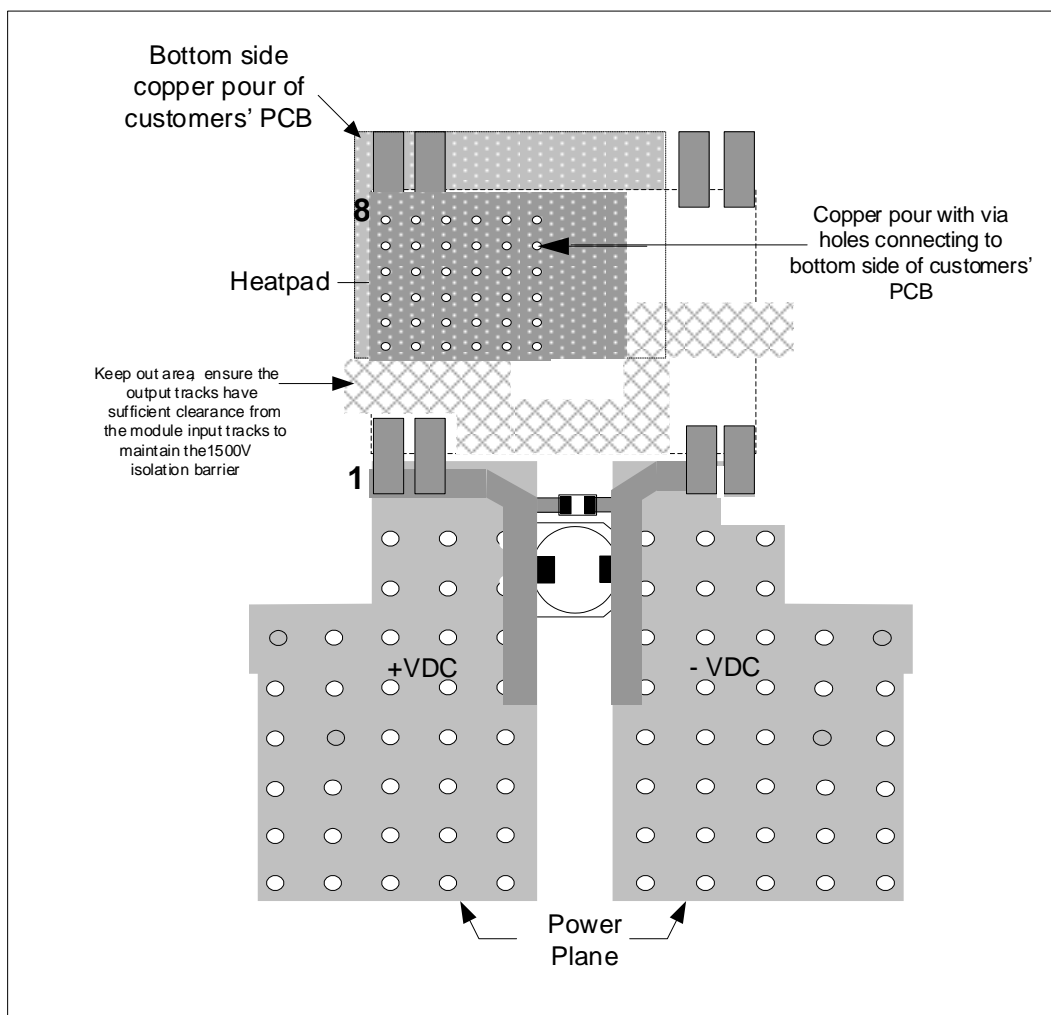 Bottom side
copper pour of
customers' PCB
8
Copper pour with via
holes connecting to
bottom side of customers'
PCB
Heatpad
Keep out area, ensure the
output tracks have
sufficient clearance from
the module input tracks to
maintain the1500V
isolation barrier
1
+VDC
- VDC
Power
Plane